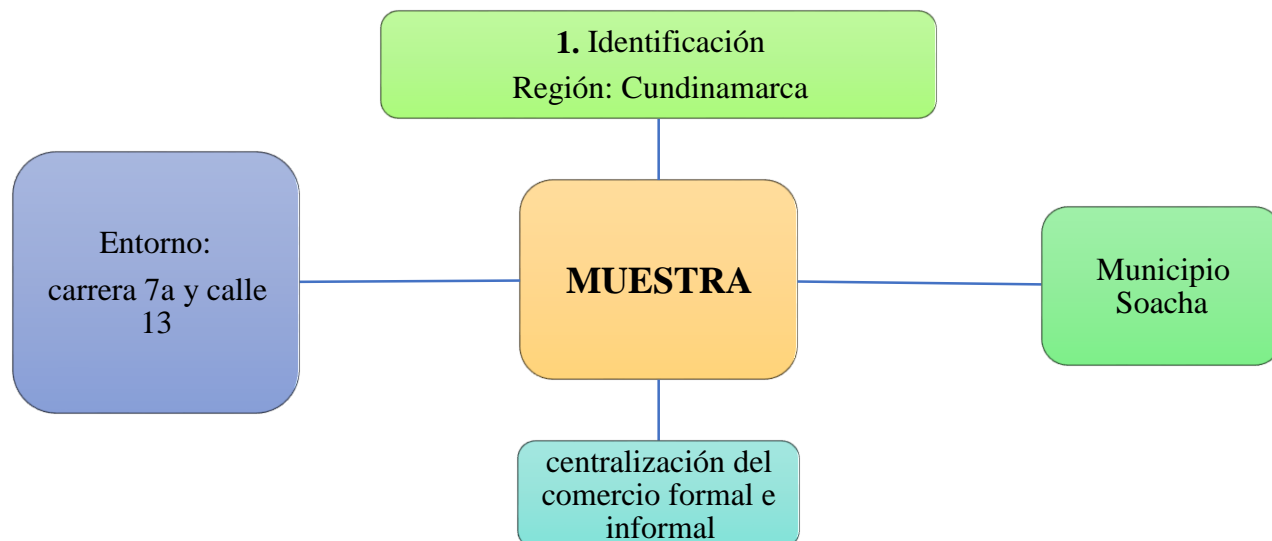 1. Identificación
Región: Cundinamarca
Entorno:
carrera 7a y calle
13
MUESTRA
Municipio
Soacha
centralización del
comercio formal e
informal